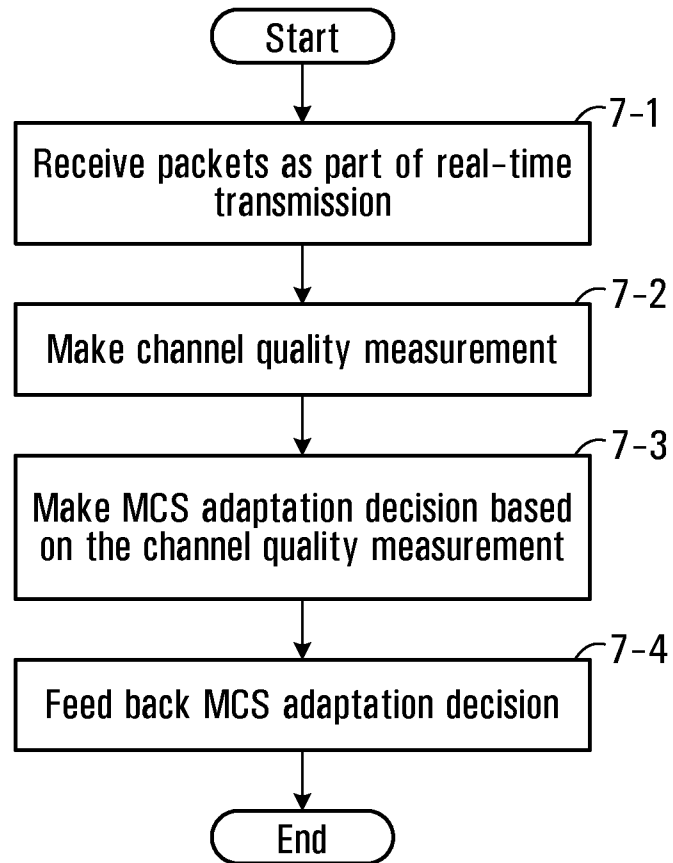 Start
7-1
Receive packets as part of real-time
transmission
7-2
Make channel quality measurement
7-3
Make MCS adaptation decision based
on the channel quality measurement
7-4
Feed back MCS adaptation decision
End